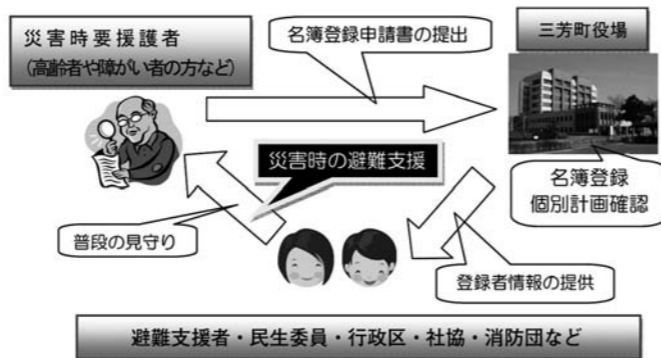 災害時要援護者
(高齢者や障がい者の方など)
名簿登録申請書の提出
三芳町役場
災害時の避難支援
名簿登録
個別計画確認
普段の見守り
登録者情報の提供
避難支援者・民生委員・行政区・社協・消防団など